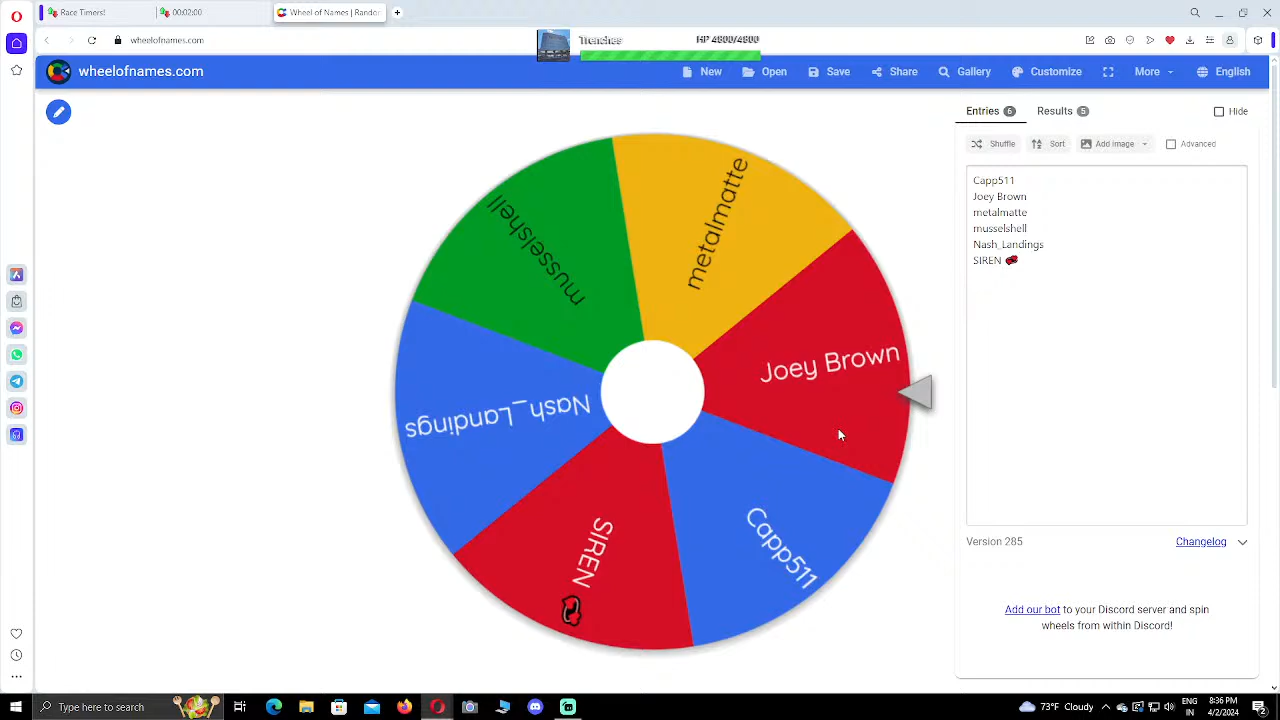 Race Timers!
00:02:00
Wheel of Names | Rando
wheelofnames.com
Trenches
HP 4800/4800
wheelofnames.com
New
Open
Save
Share
Gallery
Customize
More
English
Entries 6
Results 5
Hide
Shuffle
Sort
Add image
Advanced
Capp511
Joey Brown
metalmatte
musselshell
Nash_Landings
SIREN
metalmatte
musselshell
Joey Brown
Nash_Landings
Capp511
SIREN
Version 285
Changelog
Add our bot to your Discord server and spin
wheels from within Discord!
Type here to search
73°F Cloudy
IN
8:36 PM
4/2/2024